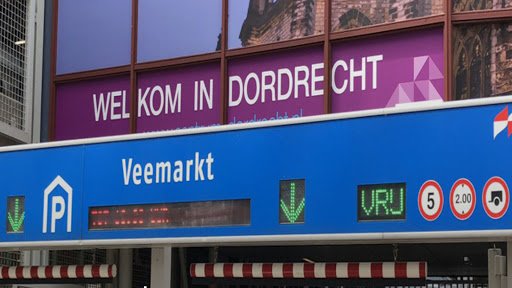 WELKOM IN DORDRECHT
Veemarkt
P
VRIJ
5
2.00